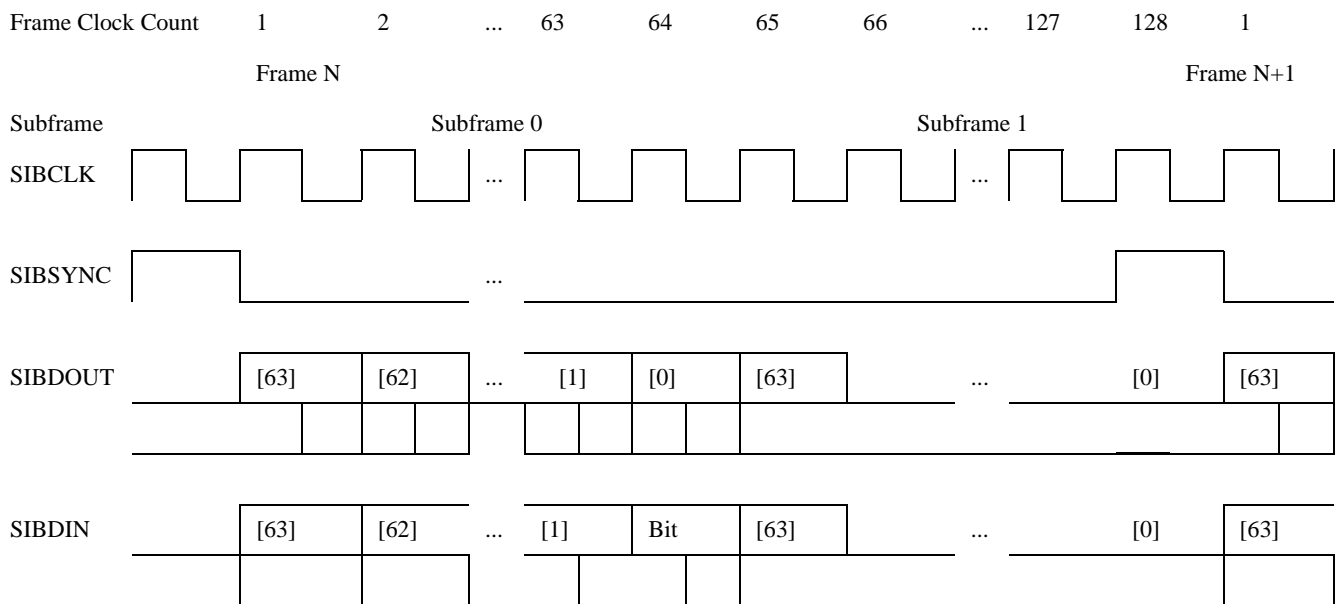 Frame Clock Count 1 2 ... 63 64 65 66 ... 127 128 1
Frame N Frame N+1
Subframe Subframe 0 Subframe 1
SIBCLK ... ...
SIBSYNC ...
SIBDOUT [63] [62] ... [1] [0] [63] ... [0] [63]
SIBDIN [63] [62] ... [1] Bit [63] ... [0] [63]